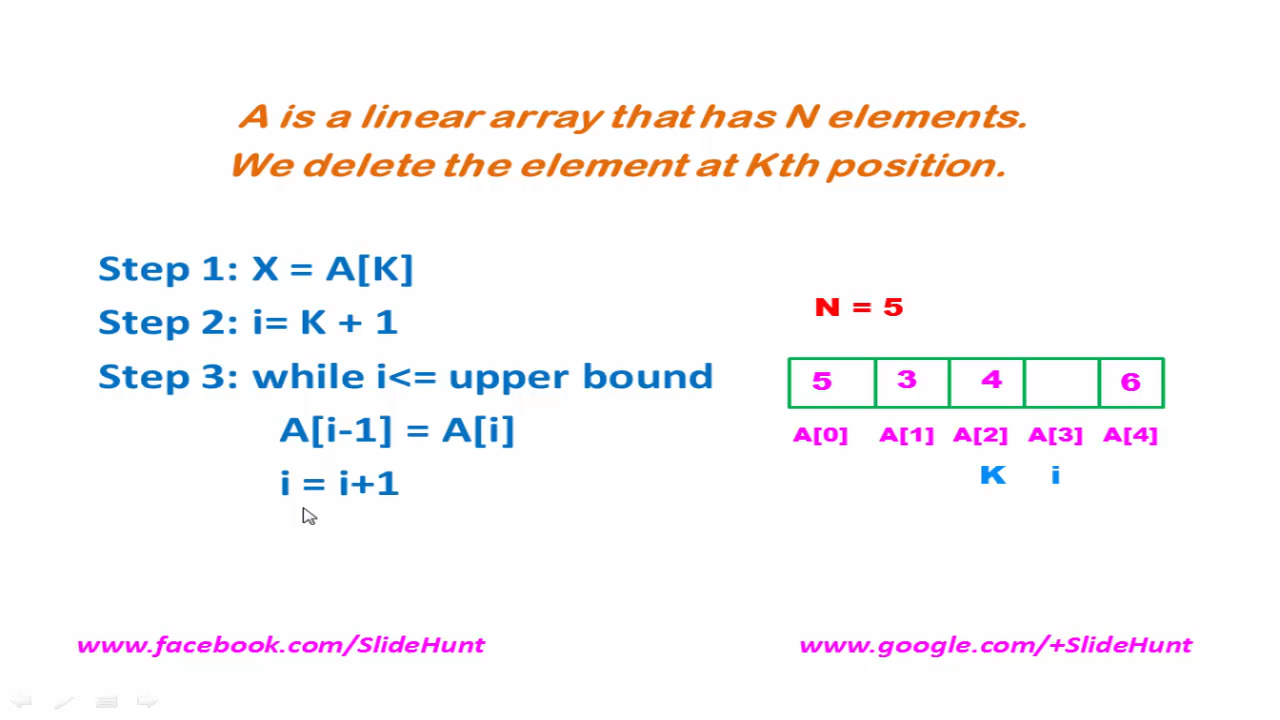 A is a linear array that has N elements.
We delete the element at Kth position.
Step 1: X = A[K]
Step 2: i= K + 1
Step 3: while i<= upper bound
A[i-1] = A[i]
i = i+1
N = 5
5 3 4 6
A[0] A[1] A[2] A[3] A[4]
K i
www.facebook.com/SlideHunt
www.google.com/+SlideHunt